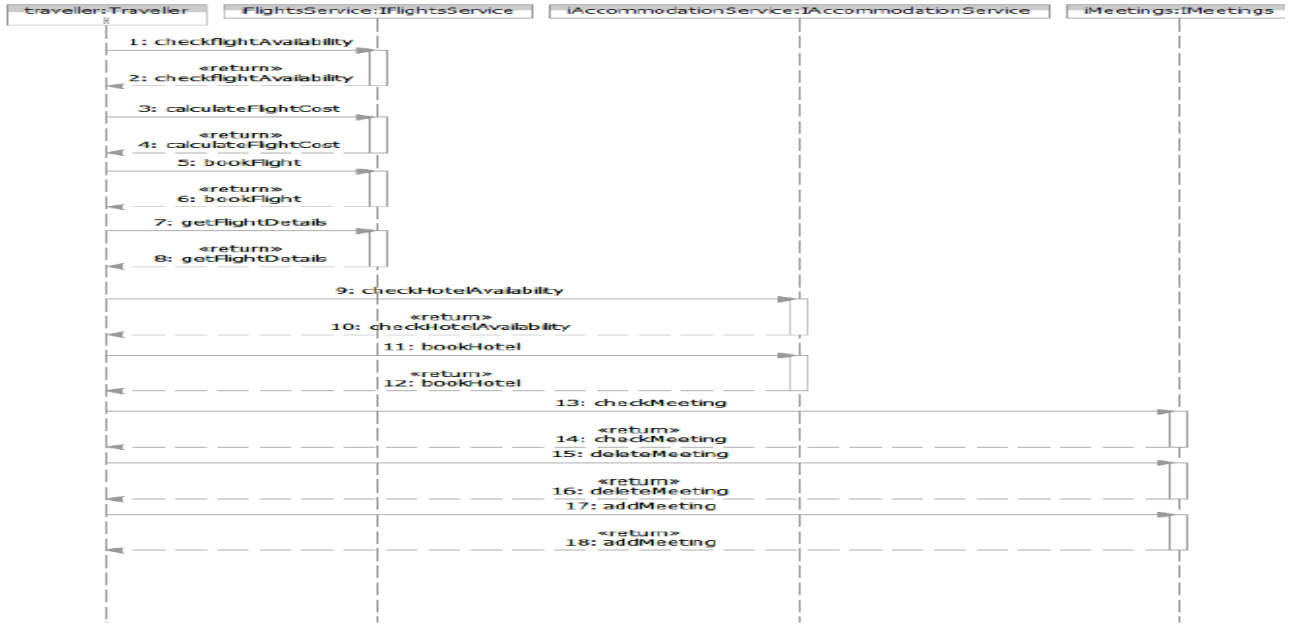 traveller:Traveller
iFlightsService:IFlightsService
iAccommodationService:IAccommodationService
iMeetings:IMeetings
1: checkflightAvailability
«return»
2: checkflightAvailability
3: calculateFlightCost
«return»
4: calculateFlightCost
5: bookFlight
«return»
6: bookFlight
7: getFlightDetails
«return»
8: getFlightDetails
9: checkHotelAvailability
«return»
10: checkHotelAvailability
11: bookHotel
«return»
12: bookHotel
13: checkMeeting
«return»
14: checkMeeting
15: deleteMeeting
«return»
16: deleteMeeting
17: addMeeting
«return»
18: addMeeting